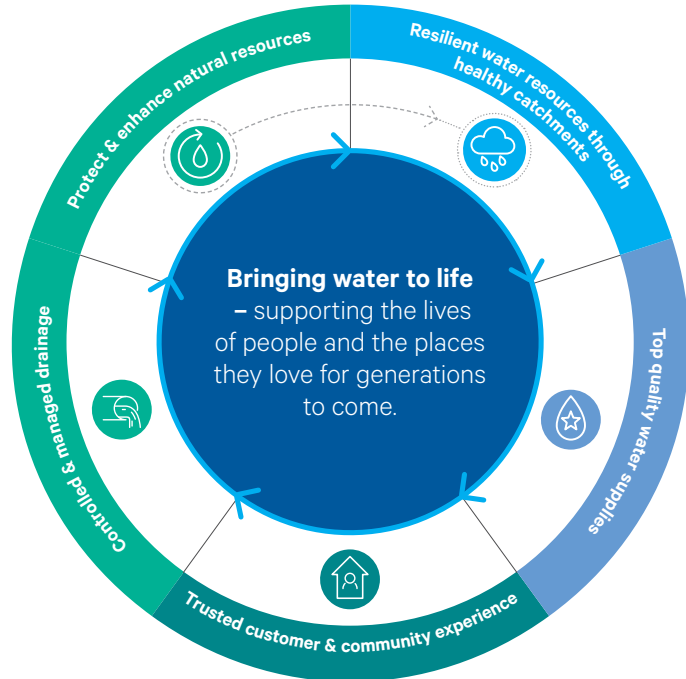 Protect & enhance natural resources
Resilient water resources through
healthy catchments
Bringing water to life
– supporting the lives
of people and the places
they love for generations
to come.
Top quality water supplies
Trusted customer & community experience
Controlled & managed drainage